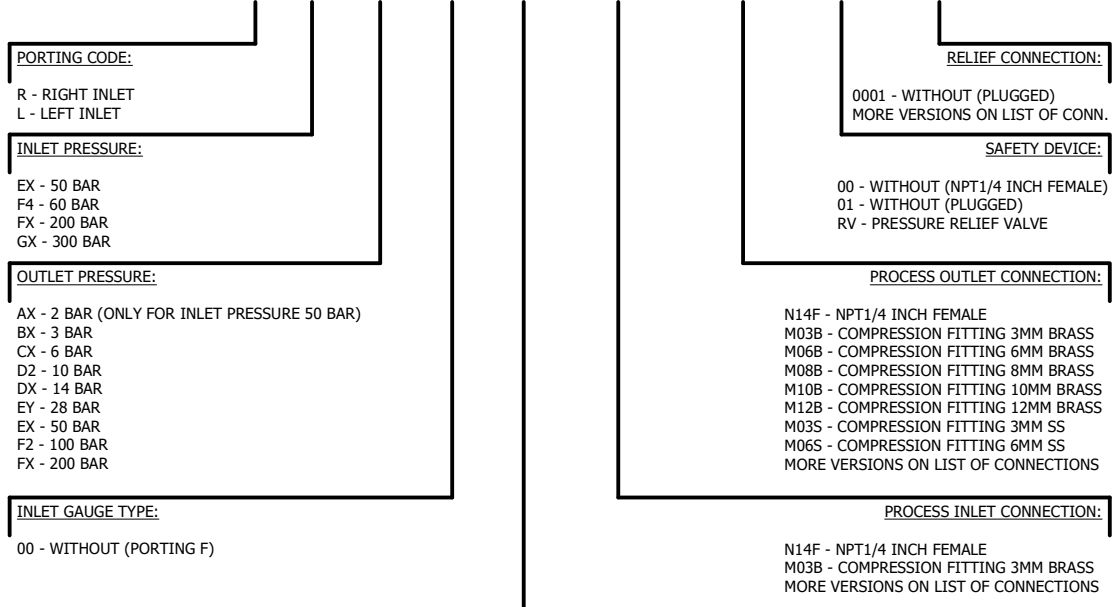 PORTING CODE:
R - RIGHT INLET
L - LEFT INLET
INLET PRESSURE:
EX - 50 BAR
F4 - 60 BAR
FX - 200 BAR
GX - 300 BAR
OUTLET PRESSURE:
AX - 2 BAR (ONLY FOR INLET PRESSURE 50 BAR)
BX - 3 BAR
CX - 6 BAR
D2 - 10 BAR
DX - 14 BAR
EY - 28 BAR
EX - 50 BAR
F2 - 100 BAR
FX - 200 BAR
INLET GAUGE TYPE:
00 - WITHOUT (PORTING F)
RELIEF CONNECTION:
0001 - WITHOUT (PLUGGED)
MORE VERSIONS ON LIST OF CONN.
SAFETY DEVICE:
00 - WITHOUT (NPT1/4 INCH FEMALE)
01 - WITHOUT (PLUGGED)
RV - PRESSURE RELIEF VALVE
PROCESS OUTLET CONNECTION:
N14F - NPT1/4 INCH FEMALE
M03B - COMPRESSION FITTING 3MM BRASS
M06B - COMPRESSION FITTING 6MM BRASS
M08B - COMPRESSION FITTING 8MM BRASS
M10B - COMPRESSION FITTING 10MM BRASS
M12B - COMPRESSION FITTING 12MM BRASS
M03S - COMPRESSION FITTING 3MM SS
M06S - COMPRESSION FITTING 6MM SS
MORE VERSIONS ON LIST OF CONNECTIONS
PROCESS INLET CONNECTION:
N14F - NPT1/4 INCH FEMALE
M03B - COMPRESSION FITTING 3MM BRASS
MORE VERSIONS ON LIST OF CONNECTIONS